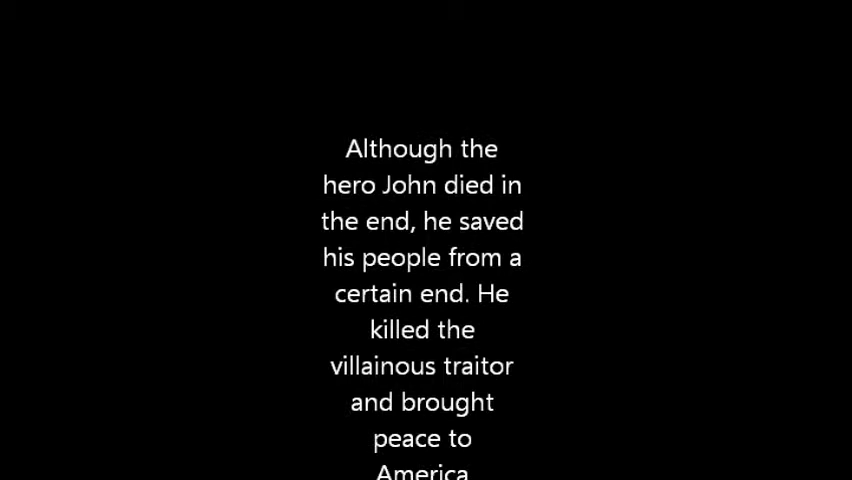 Although the
hero John died in
the end, he saved
his people from a
certain end. He
killed the
villainous traitor
and brought
peace to
America